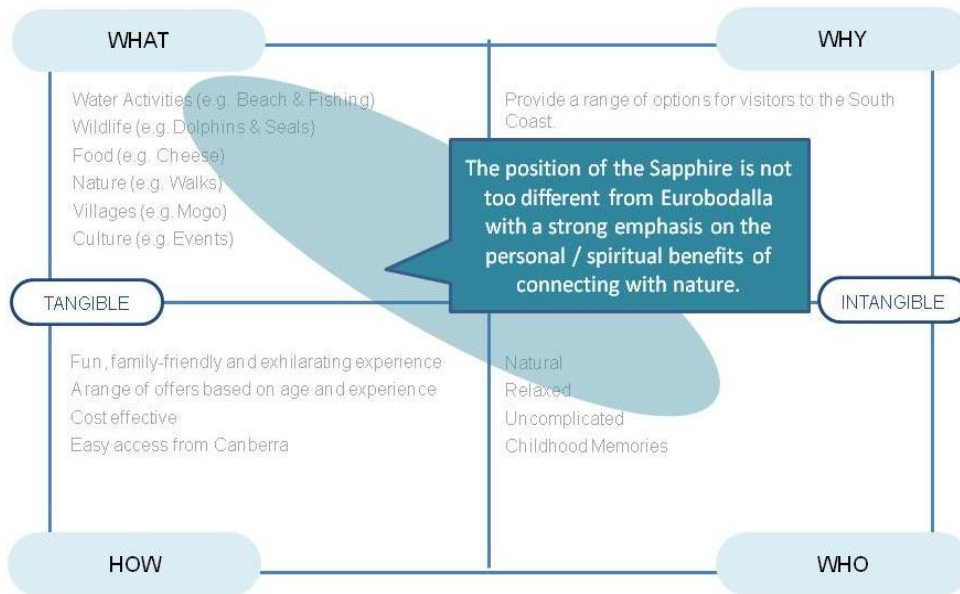 WHAT
WHY
Water Activities (e.g. Beach & Fishing)
Wildlife (e.g. Dolphins & Seals)
Food (e.g. Cheese)
Nature (e.g. Walks)
Villages (e.g. Mogo)
Culture (e.g. Events)
Provide a range of options for visitors to the South
Coast
The position of the Sapphire is not
too different from Eurobodalla
with a strong emphasis on the
personal / spiritual benefits of
connecting with nature.
TANGIBLE
INTANGIBLE
Fun, family-friendly and exhilarating experience
A range of offers based on age and experience
Cost effective
Easy access from Canberra
Natural
Relaxed
Uncomplicated
Childhood Memories
HOW
WHO